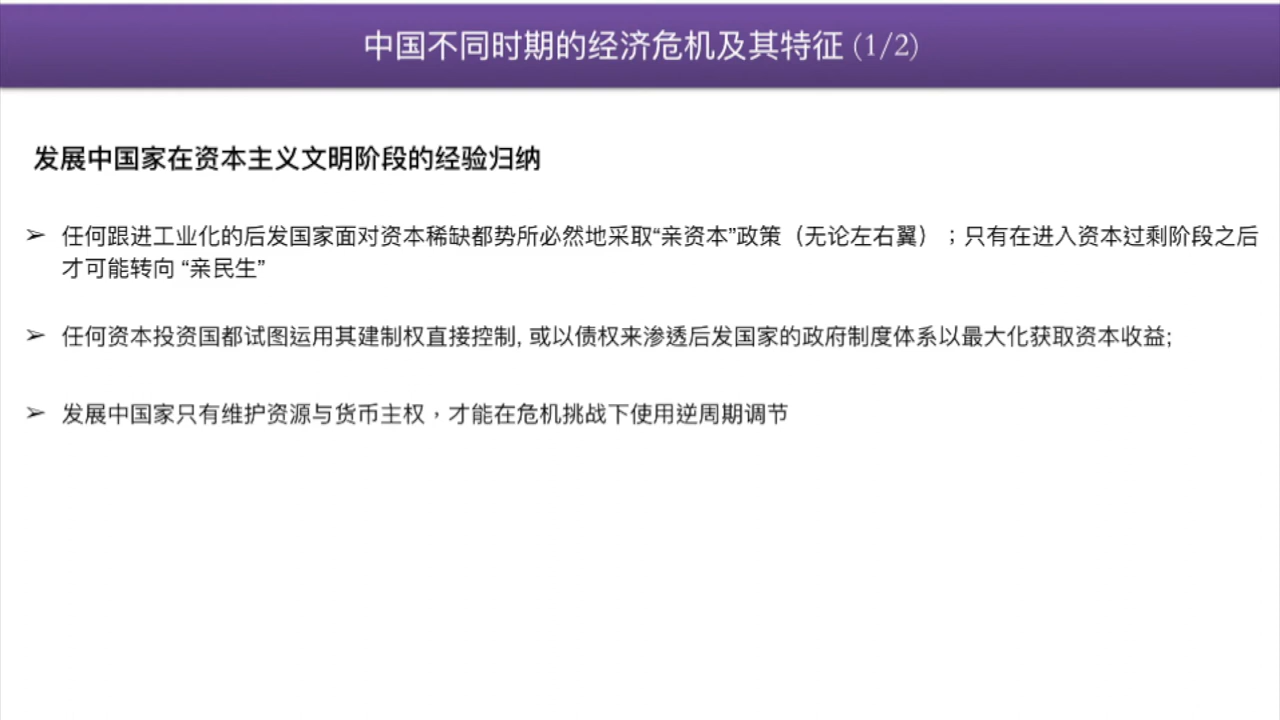 中国不同时期的经济危机及其特征 (1/2)
发展中国家在资本主义文明阶段的经验归纳
➢ 任何跟进工业化的后发国家面对资本稀缺都势所必然地采取“亲资本”政策（无论左右翼）；只有在进入资本过剩阶段之后
才可能转向 “亲民生”
➢ 任何资本投资国都试图运用其建制权直接控制, 或以债权来渗透后发国家的政府制度体系以最大化获取资本收益;
➢ 发展中国家只有维护资源与货币主权，才能在危机挑战下使用逆周期调节